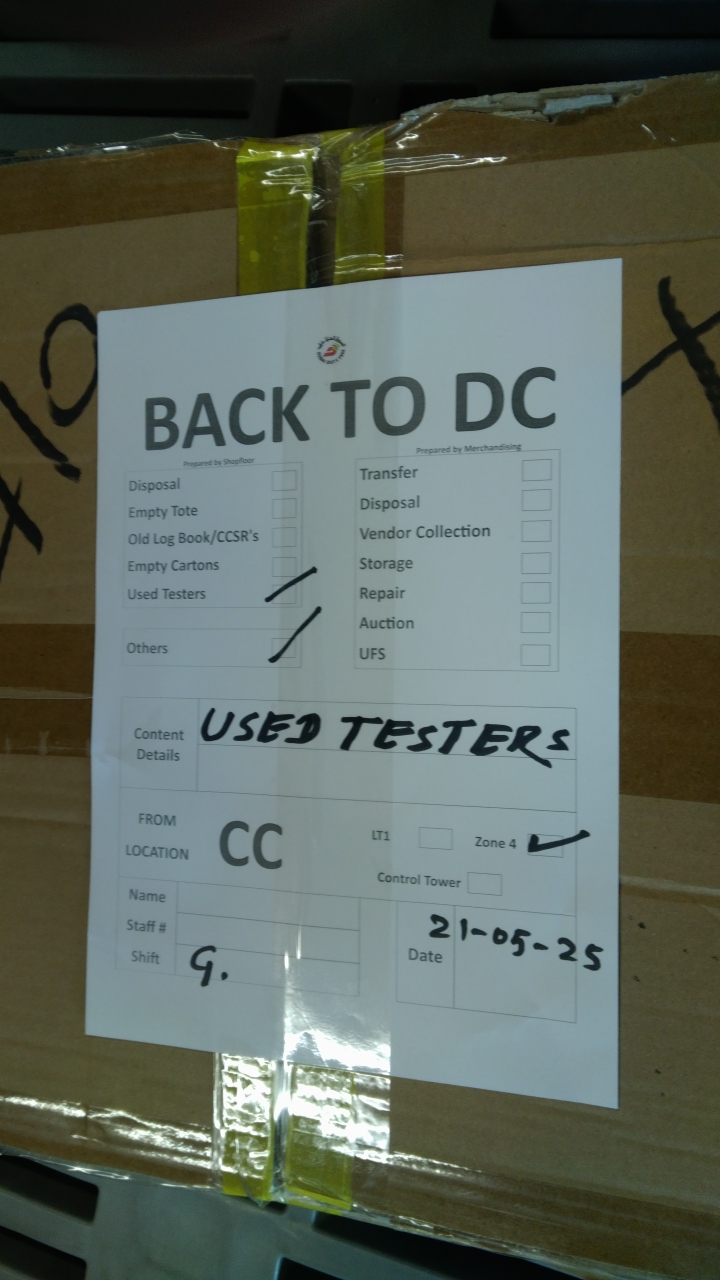 BACK TO DC
Prepared by Shopfloor
Disposal
Empty Tote
Old Log Book/CCSR's
Empty Cartons
Used Testers
Others
Prepared by Merchandising
Transfer
Disposal
Vendor Collection
Storage
Repair
Auction
UFS
Content Details
USED TESTERS
FROM LOCATION
CC
LT1
Zone 4
Control Tower
Name
Staff #
Shift G.
Date 21-05-25